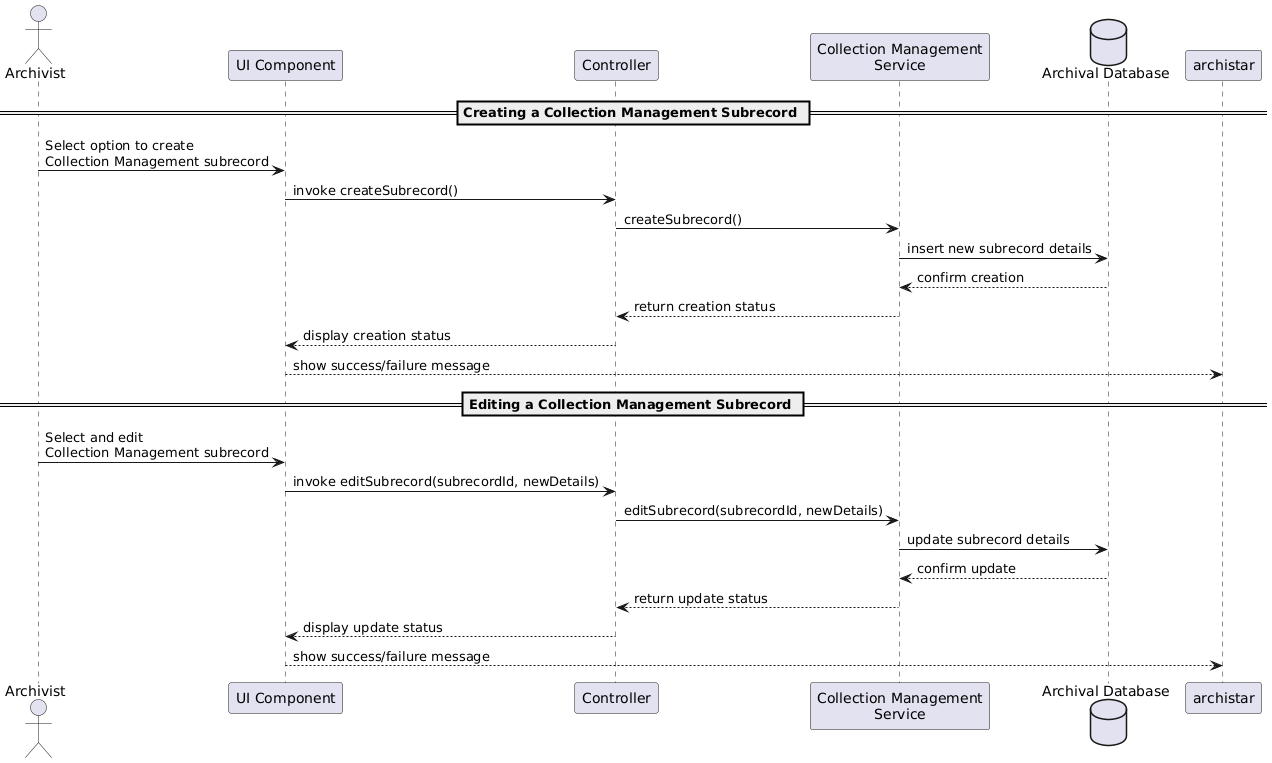 Archivist
UI Component
Controller
Collection Management
Service
Archival Database
archistar
Creating a Collection Management Subrecord
Select option to create
Collection Management subrecord
invoke createSubrecord()
createSubrecord()
insert new subrecord details
confirm creation
return creation status
display creation status
show success/failure message
Editing a Collection Management Subrecord
Select and edit
Collection Management subrecord
invoke editSubrecord(subrecordId, newDetails)
editSubrecord(subrecordId, newDetails)
update subrecord details
confirm update
return update status
display update status
show success/failure message
Archivist
UI Component
Controller
Collection Management
Service
Archival Database
archistar